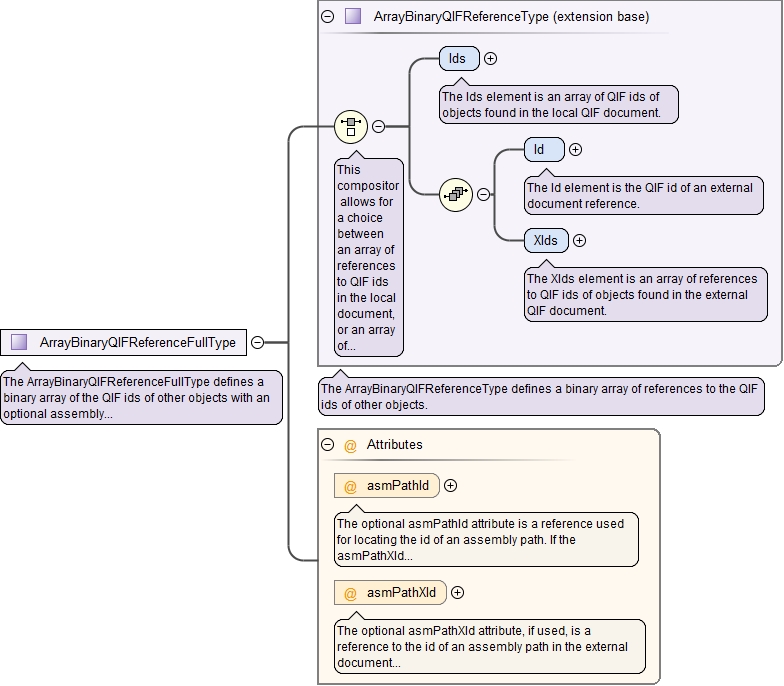 ArrayBinaryQIFReferenceType (extension base)
Ids
The Ids element is an array of QIF ids of
objects found in the local QIF document.
This
compositor
allows for
a choice
between
an array of
references
to QIF ids
in the local
document,
or an array
of...
Id
The Id element is the QIF id of an external
document reference.
XIds
The XIds element is an array of references
to QIF ids of objects found in the external
QIF document.
ArrayBinaryQIFReferenceFullType
The ArrayBinaryQIFReferenceFullType defines a
binary array of the QIF ids of other objects with an
optional assembly...
The ArrayBinaryQIFReferenceType defines a binary array of references to the QIF
ids of other objects.
@ Attributes
@ asmPathId
The optional asmPathId attribute is a reference used
for locating the id of an assembly path. If the
asmPathXId...
@ asmPathXId
The optional asmPathXId attribute, if used, is a
reference to the id of an assembly path in the external
document...